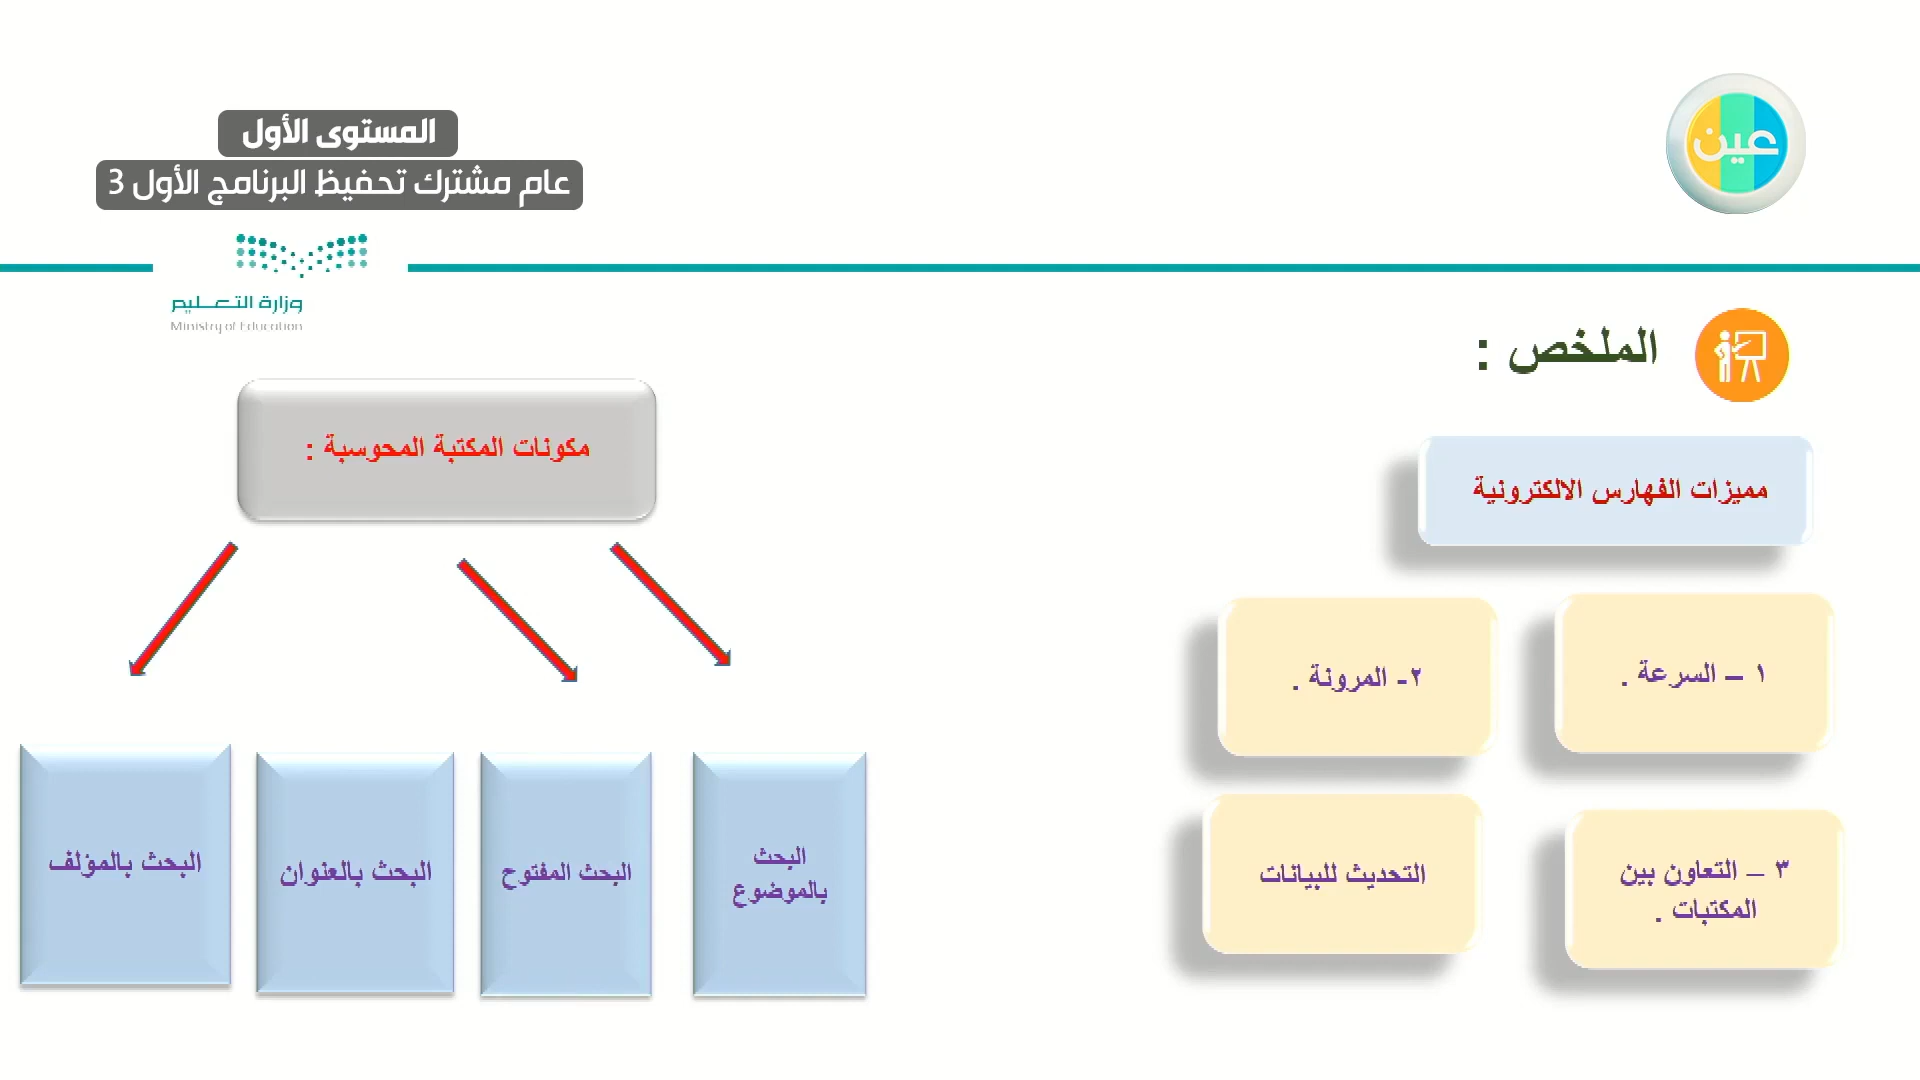 عين
المستوى الأول
عام مشترك تحفيظ البرنامج الأول 3
وزارة التعليم
Ministry of Education
الملخص :
مميزات الفهارس الالكترونية
١ – السرعة .
٢- المرونة .
٣ – التعاون بين
المكتبات .
التحديث للبيانات
مكونات المكتبة المحوسبة :
البحث
بالموضوع
البحث المفتوح
البحث بالعنوان
البحث بالمؤلف